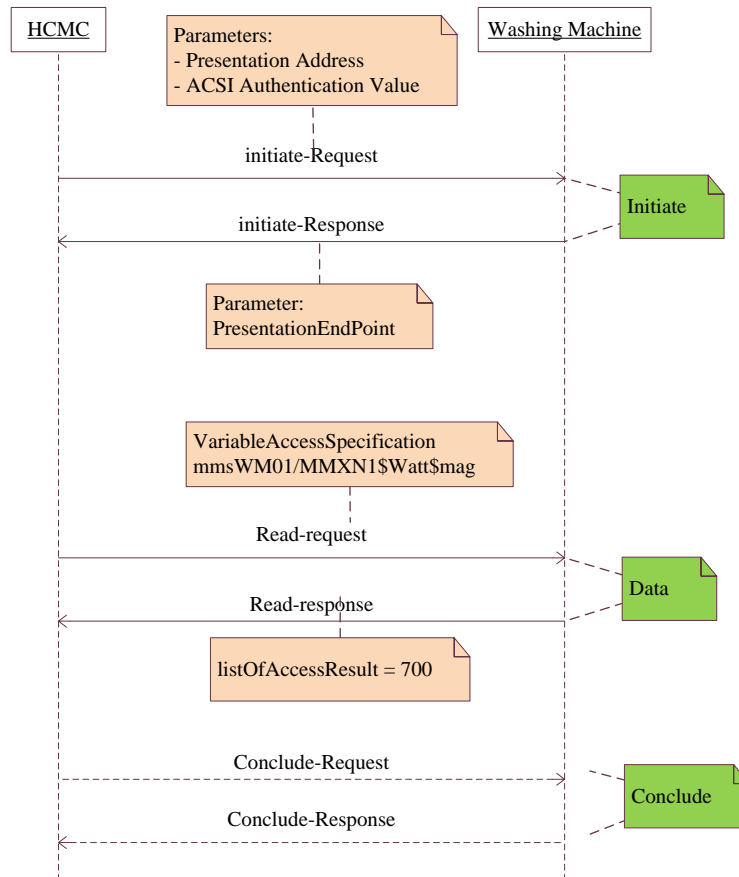 HCMC
Parameters:
- Presentation Address
- ACSI Authentication Value
Washing Machine
initiate-Request
Initiate
initiate-Response
Parameter:
PresentationEndPoint
VariableAccessSpecification
mmsWM01/MMXN1$Watt$mag
Read-request
Data
Read-response
listOfAccessResult = 700
Conclude-Request
Conclude
Conclude-Response